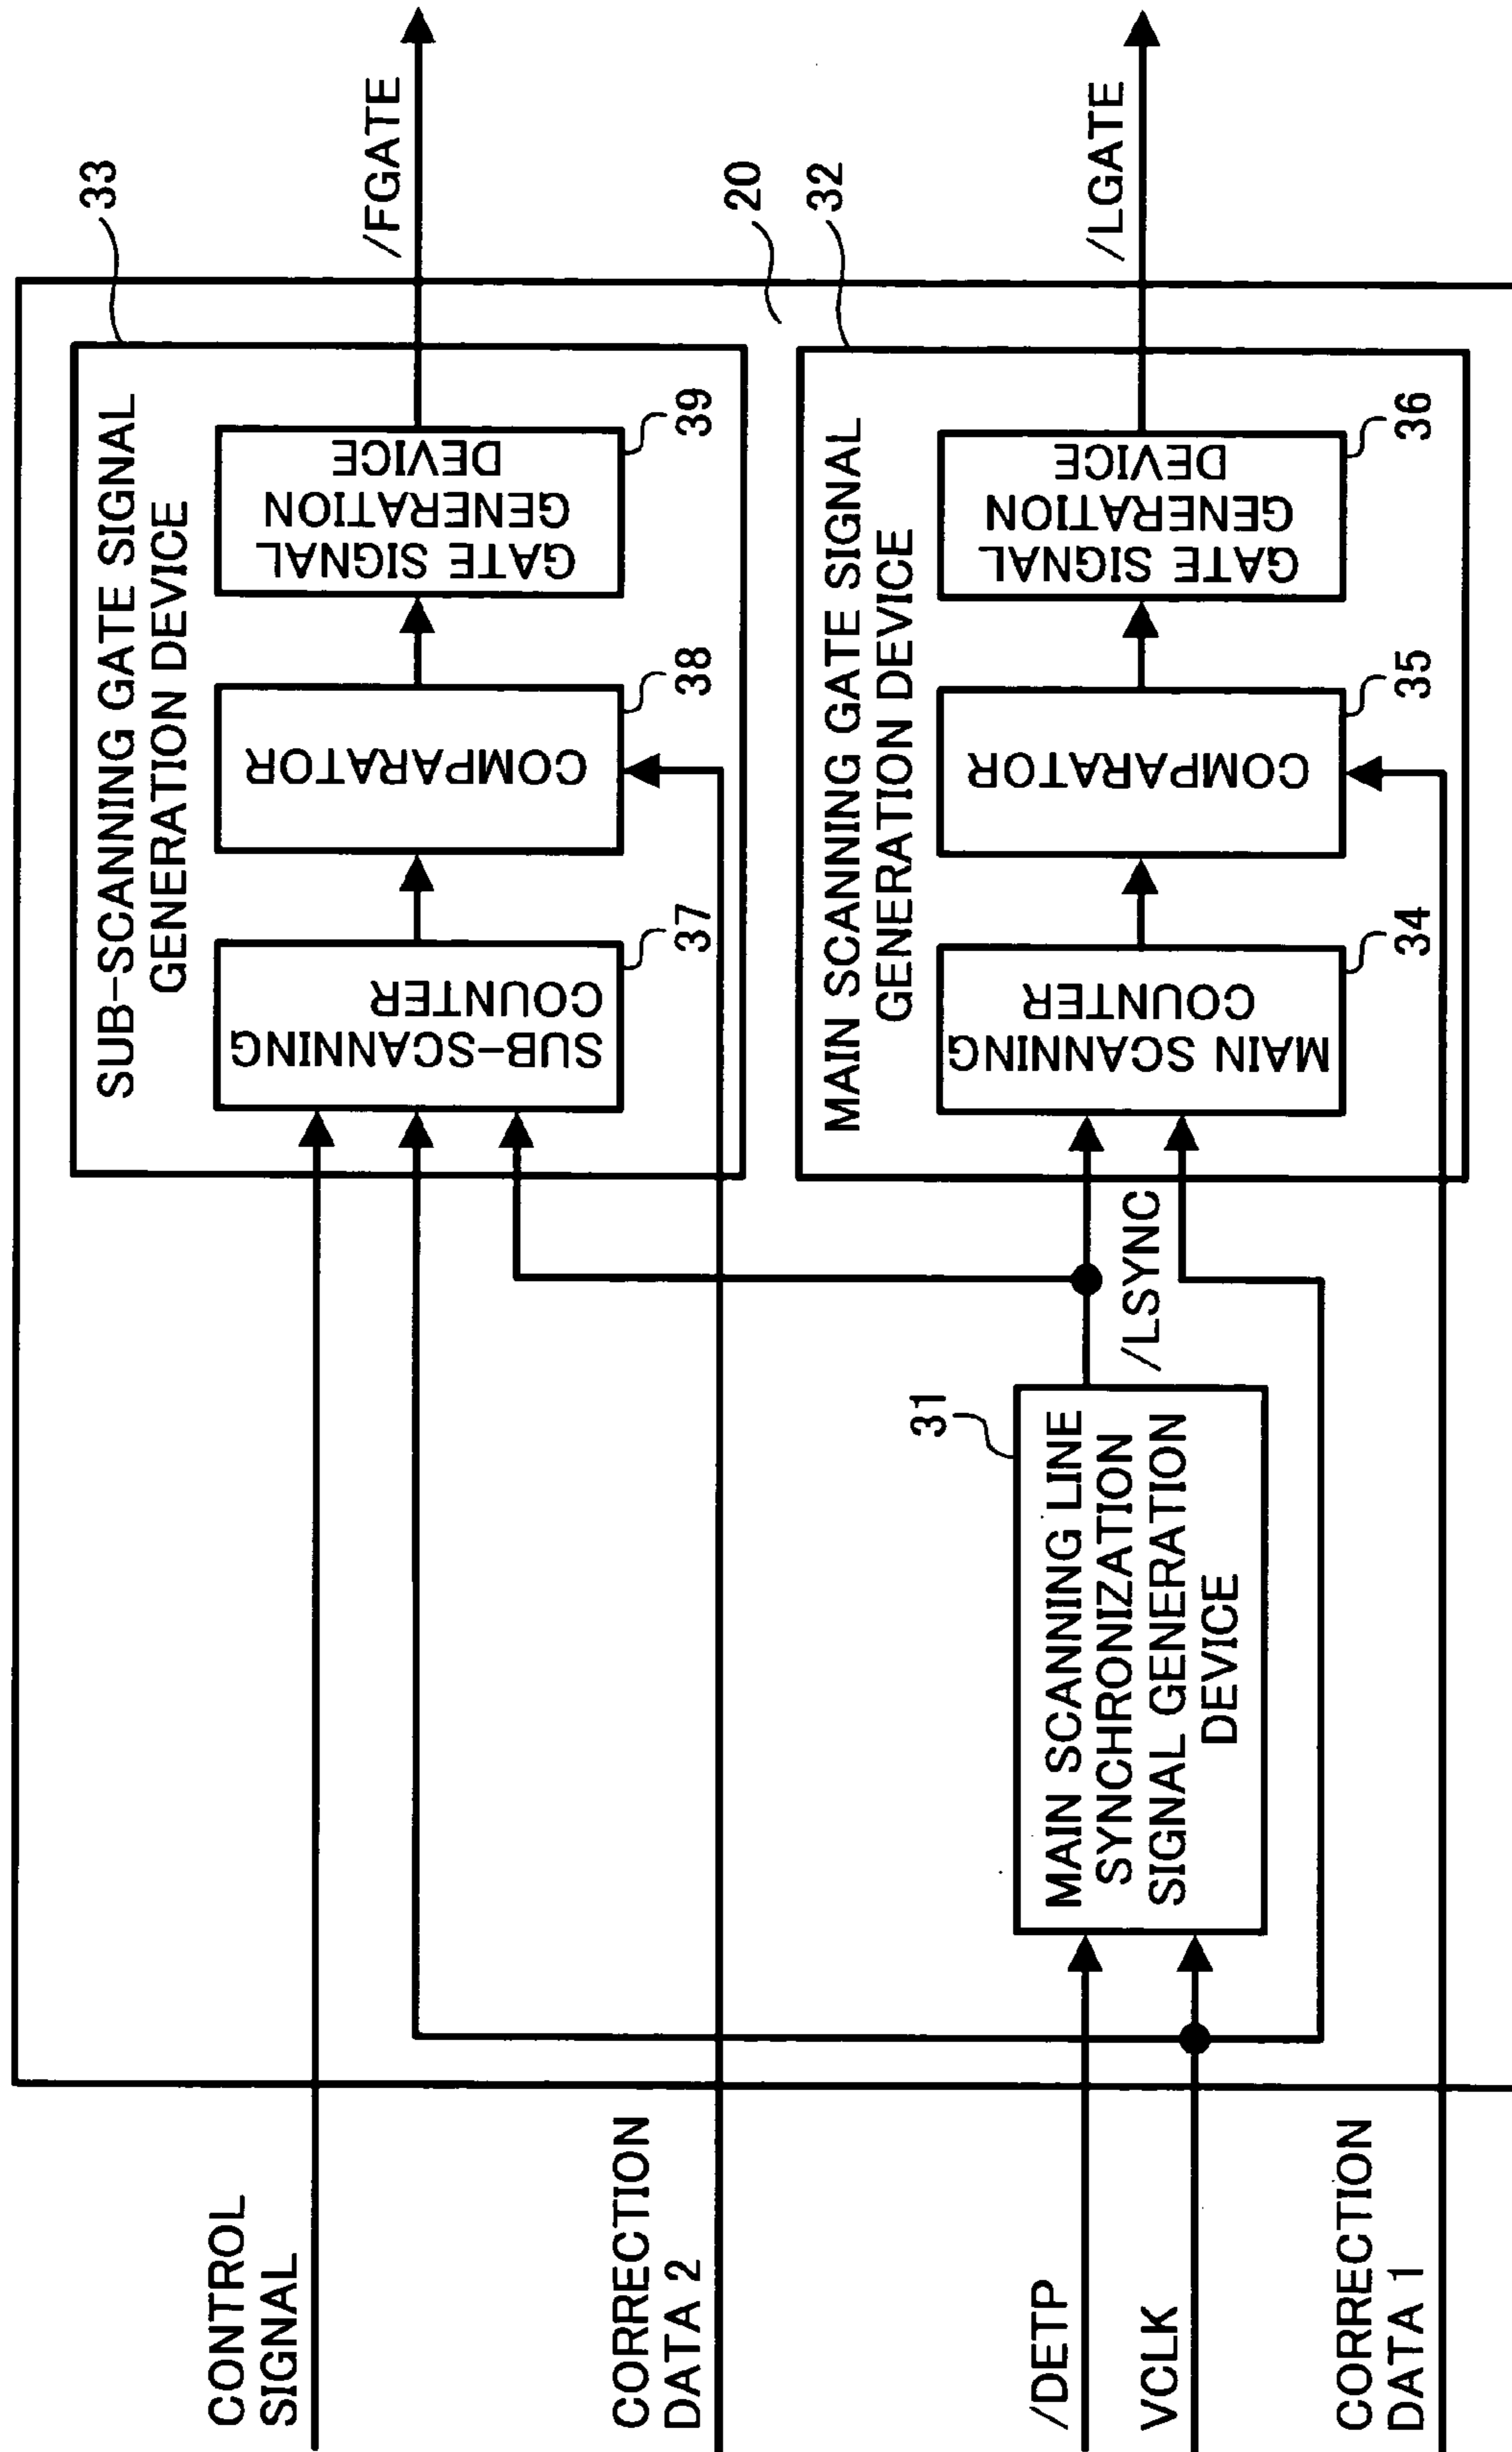 CONTROL
SIGNAL
CORRECTION
DATA 2
/DETP
VCLK
CORRECTION
DATA 1
31
MAIN SCANNING LINE
SYNCHRONIZATION
SIGNAL GENERATION
DEVICE
/LSYNC
SUB-SCANNING GATE SIGNAL
GENERATION DEVICE
33
SUB-SCANNING
COUNTER
37
COMPARATOR
38
GATE SIGNAL
GENERATION
DEVICE
39
/FGATE
20
MAIN SCANNING GATE SIGNAL
GENERATION DEVICE
32
MAIN SCANNING
COUNTER
34
COMPARATOR
35
GATE SIGNAL
GENERATION
DEVICE
36
/LGATE